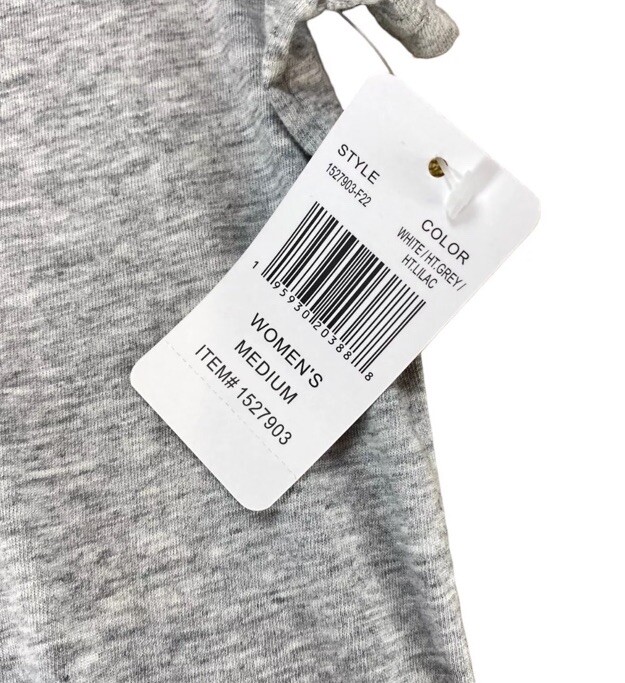 STYLE
1527903-F22
COLOR
WHITE / HT.GREY /
HT.LILAC
1 95930 20388 8
WOMEN'S
MEDIUM
ITEM# 1527903